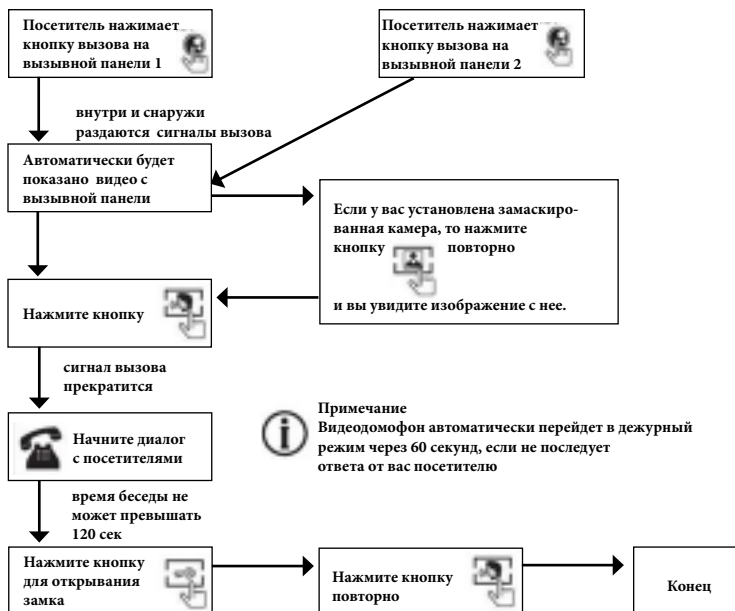 Посетитель нажимает
кнопку вызова на
вызывной панели 1
Посетитель нажимает
кнопку вызова на
вызывной панели 2
внутри и снаружи
раздаются сигналы вызова
Автоматически будет
показано видео с
вызывной панели
Если у вас установлена замаскиро-
ванная камера, то нажмите
кнопку повторно
и вы увидите изображение с нее.
Нажмите кнопку
сигнал вызова
прекратится
Начните диалог
с посетителями
Примечание
Видеодомофон автоматически перейдет в дежурный
режим через 60 секунд, если не последует
ответа от вас посетителю
время беседы не
может превышать
120 сек
Нажмите кнопку
для открывания
замка
Нажмите кнопку
повторно
Конец